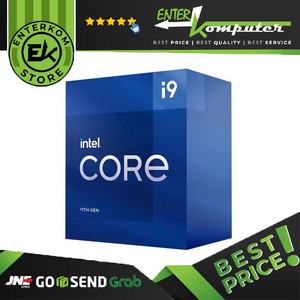 ENTERKOM
EK
STORE
ENTER
Komputer
BEST PRICE | BEST QUALITY | BEST SERVICE
i9
intel.
CORE
11TH GEN
JNE GO SEND Grab
BEST
PRICE!